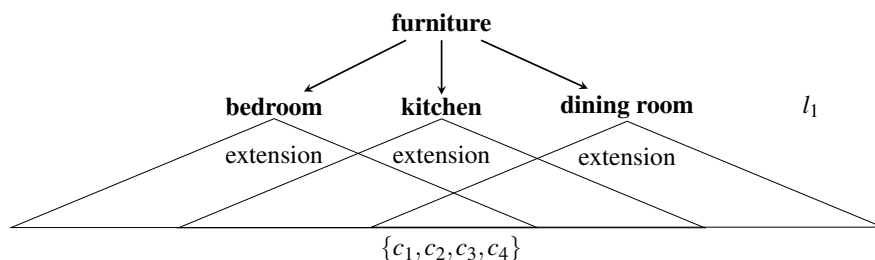 furniture
bedroom kitchen dining room l₁
extension extension extension
{c₁, c₂, c₃, c₄}